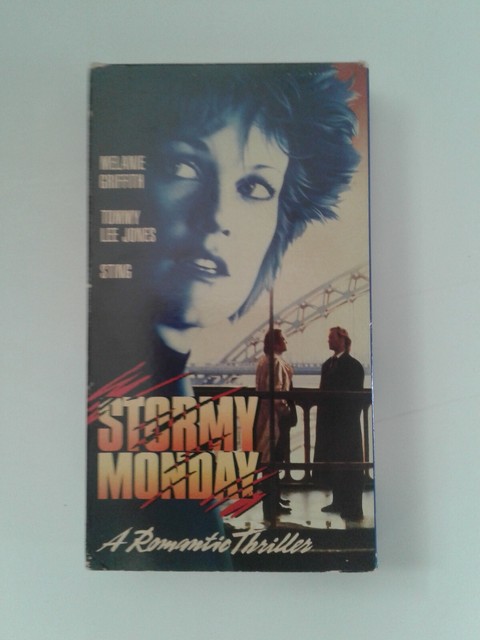 MELANIE
GRIFFITH
TOMMY
LEE JONES
STING
STORMY
MONDAY
A Romantic Thriller